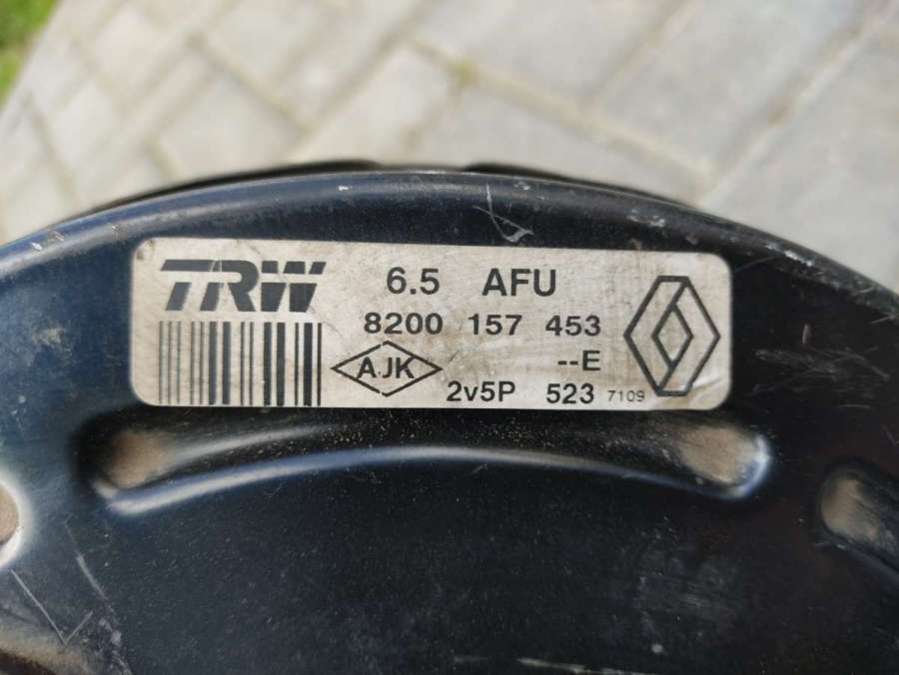 TRW 6.5 AFU
8200 157 453
AJK --E
2v5P 523 7109